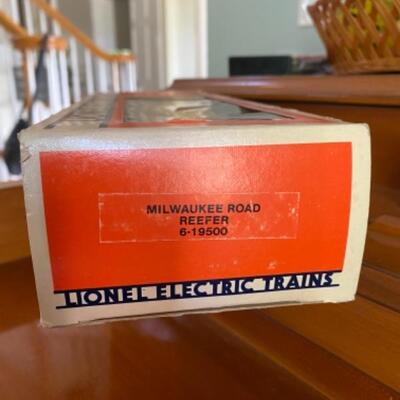 MILWAUKEE ROAD
REEFER
6-19500
LIONEL ELECTRIC TRAINS